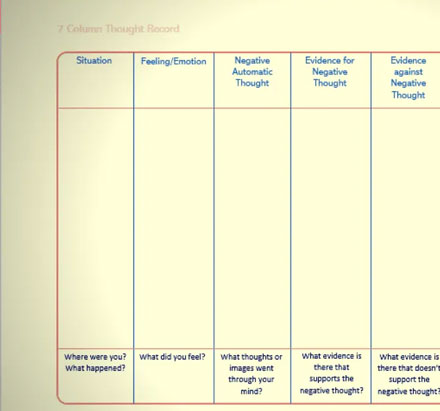 7 Column Thought Record
Situation
Feeling/Emotion
Negative
Automatic
Thought
Evidence for
Negative
Thought
Evidence
against
Negative
Thought
Where were you?
What happened?
What did you feel?
What thoughts or
images went
through your
mind?
What evidence is
there that
supports the
negative thought?
What evidence is
there that doesn't
support the
negative thought?